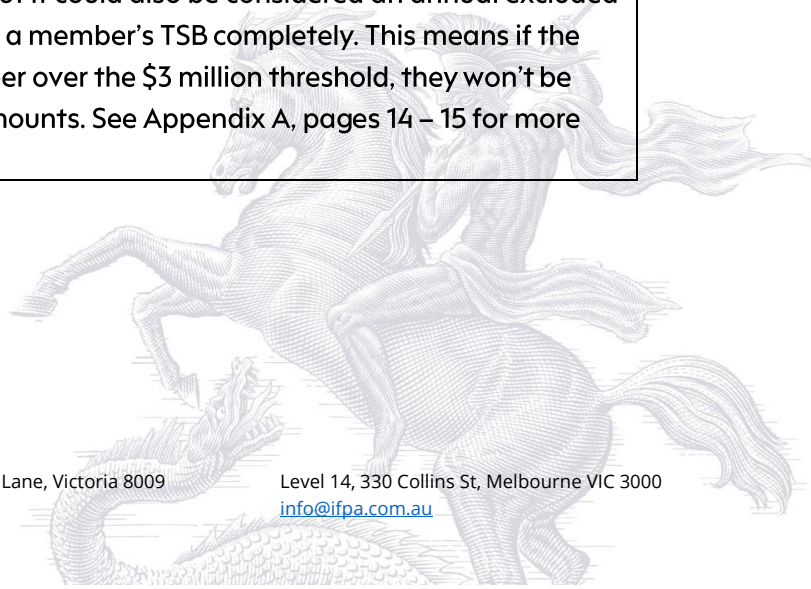 a member's TSB completely. This means if the
er over the $3 million threshold, they won't be
ounts. See Appendix A, pages 14 – 15 for more
Lane, Victoria 8009
Level 14, 330 Collins St, Melbourne VIC 3000
info@ifpa.com.au